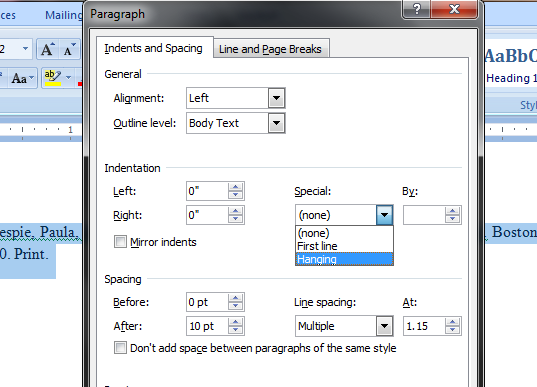 ces Mailing
Paragraph ? X
2 A A
Indents and Spacing Line and Page Breaks
Aa ab
AaBbC
General
Heading 1
Alignment: Left
Styl
Outline level: Body Text
1
Indentation
Left: 0" Special: By:
Right: 0" (none)
espie, Paula, , Boston
Mirror indents
(none)
First line
Hanging
0. Print.
Spacing
Before: 0 pt Line spacing: At:
After: 10 pt Multiple 1.15
Don't add space between paragraphs of the same style